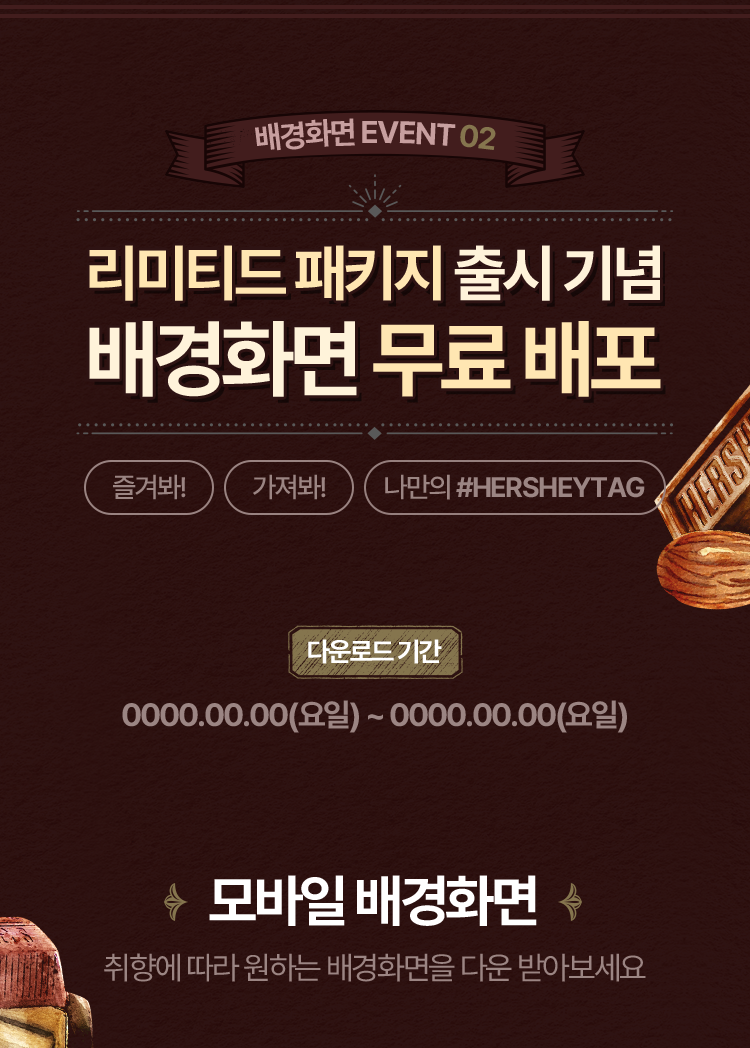 배경화면 EVENT 02
리미티드 패키지 출시 기념
배경화면 무료 배포
즐겨봐! 가져봐! 나만의 #HERSHEYTAG
HERSH
다운로드 기간
0000.00.00(요일) ~ 0000.00.00(요일)
모바일 배경화면
취향에 따라 원하는 배경화면을 다운 받아보세요